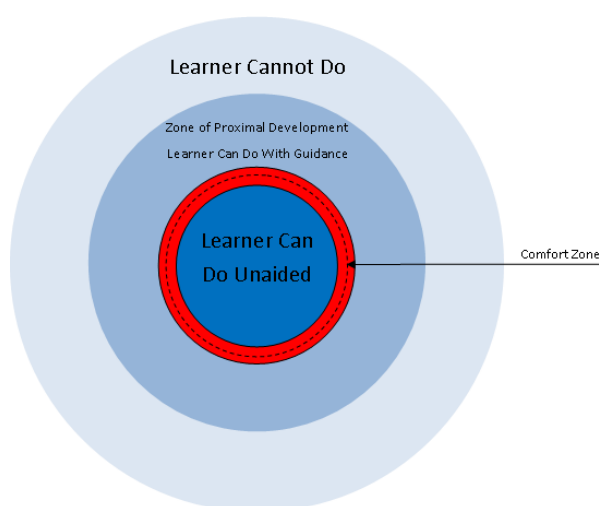 Learner Cannot Do
Zone of Proximal Development
Learner Can Do With Guidance
Learner Can
Do Unaided
Comfort Zone